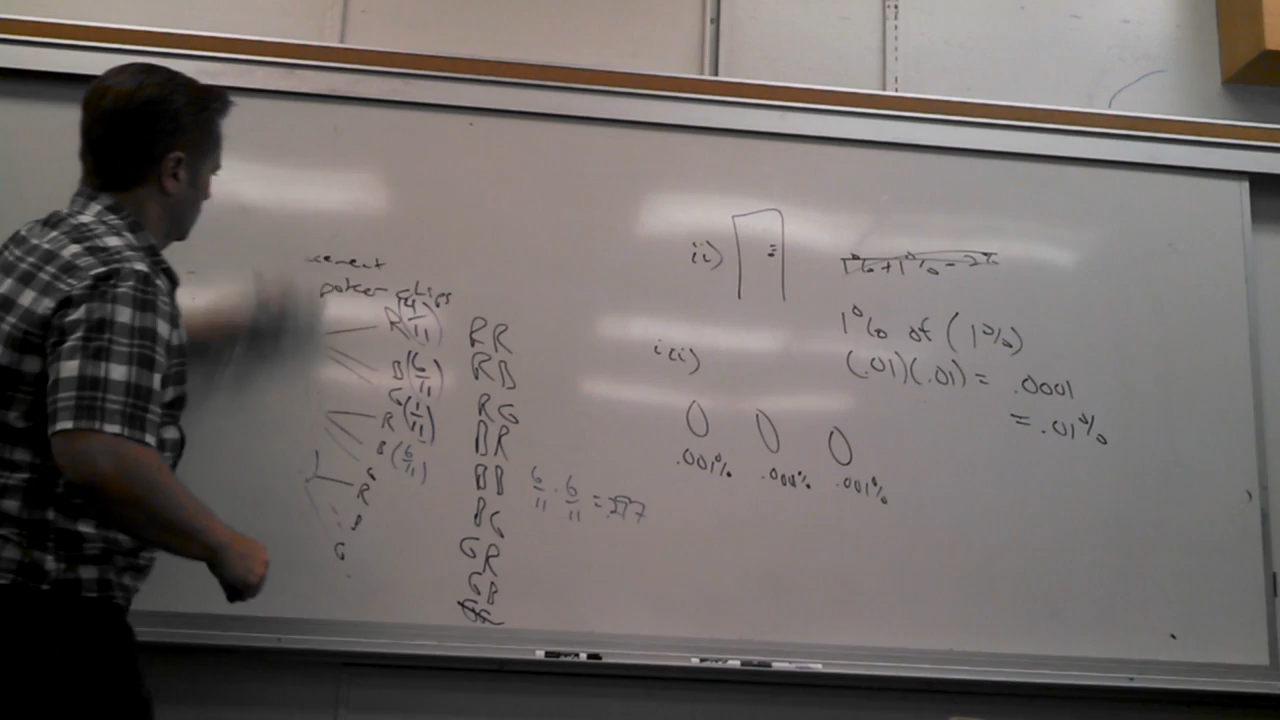 poker chips
R (4/11)
B (6/11)
G (1/11)
R
B (6/11)
G
R
B
G
RR
RB
RG
BR
BB 6/11 · 6/11 = .297
BG
GR
GB
ii)
1% + 1% = 2%
1% of (1%)
(.01)(.01) = .0001
= .01%
iii)
.001% .001% .001%